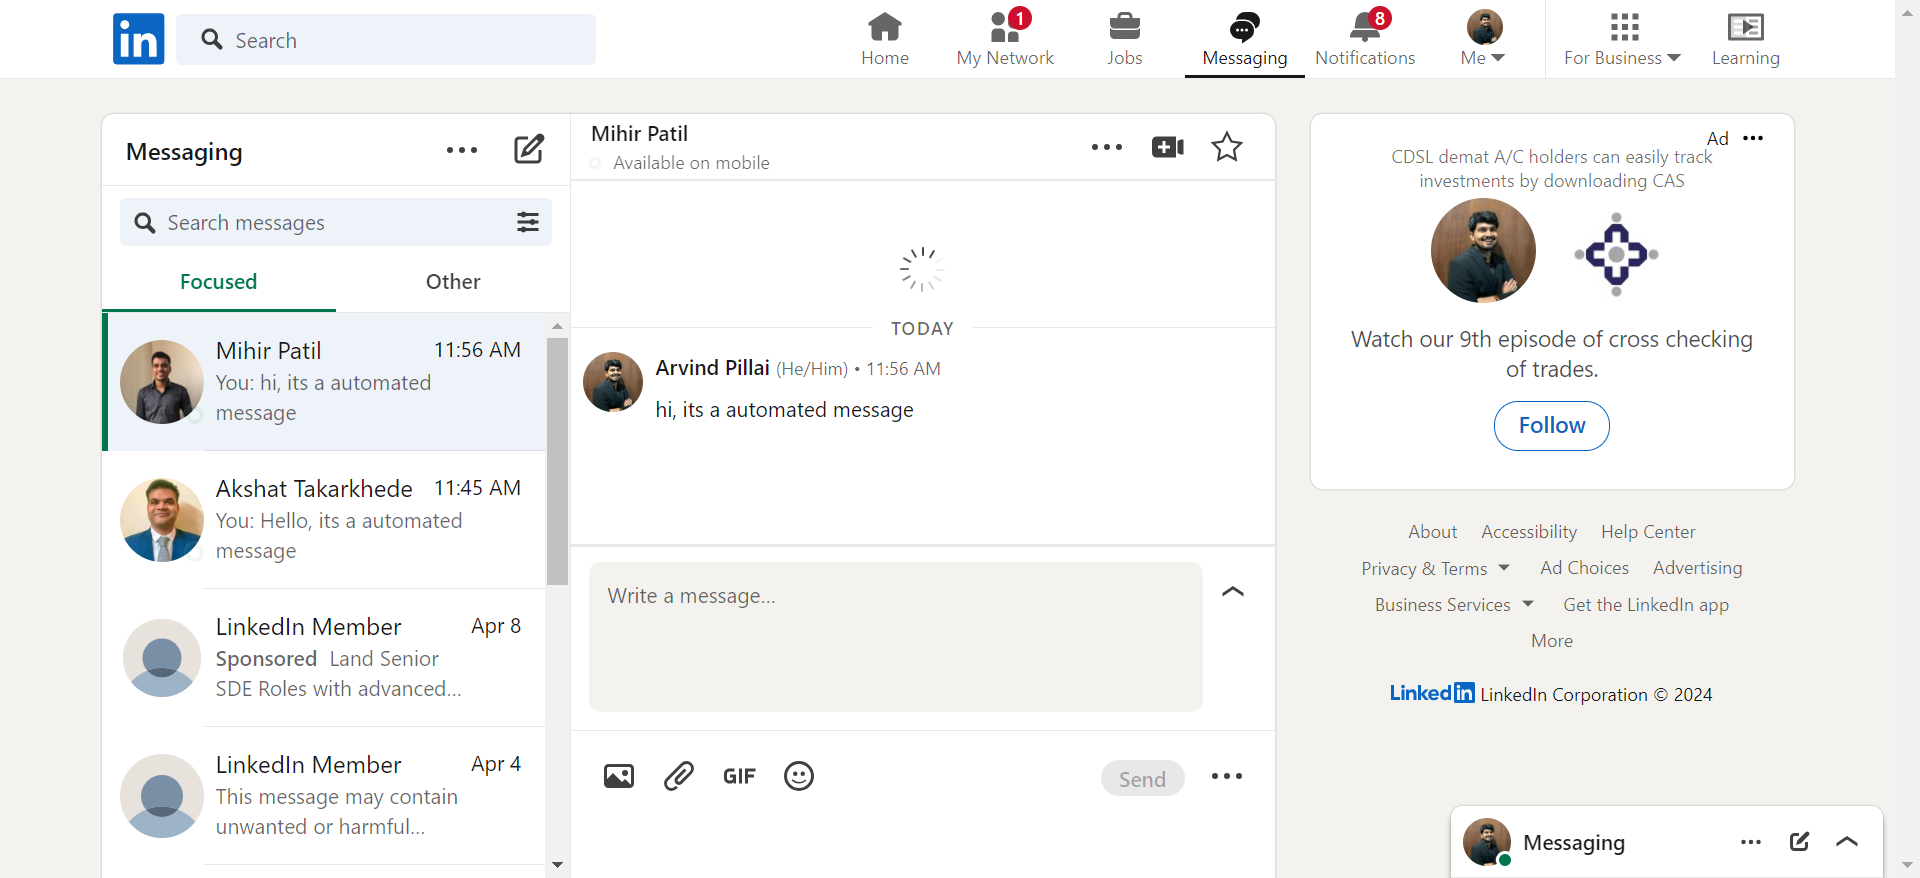 in
Search
Home
1
My Network
Jobs
Messaging
8
Notifications
Me
For Business
Learning
Messaging
Search messages
Focused
Other
Mihir Patil 11:56 AM
You: hi, its a automated
message
Akshat Takarkhede 11:45 AM
You: Hello, its a automated
message
LinkedIn Member Apr 8
Sponsored Land Senior
SDE Roles with advanced...
LinkedIn Member Apr 4
This message may contain
unwanted or harmful...
Mihir Patil
Available on mobile
TODAY
Arvind Pillai (He/Him) • 11:56 AM
hi, its a automated message
Write a message...
GIF
Send
Ad
CDSL demat A/C holders can easily track
investments by downloading CAS
Watch our 9th episode of cross checking
of trades.
Follow
About Accessibility Help Center
Privacy & Terms Ad Choices Advertising
Business Services Get the LinkedIn app
More
LinkedIn LinkedIn Corporation © 2024
Messaging